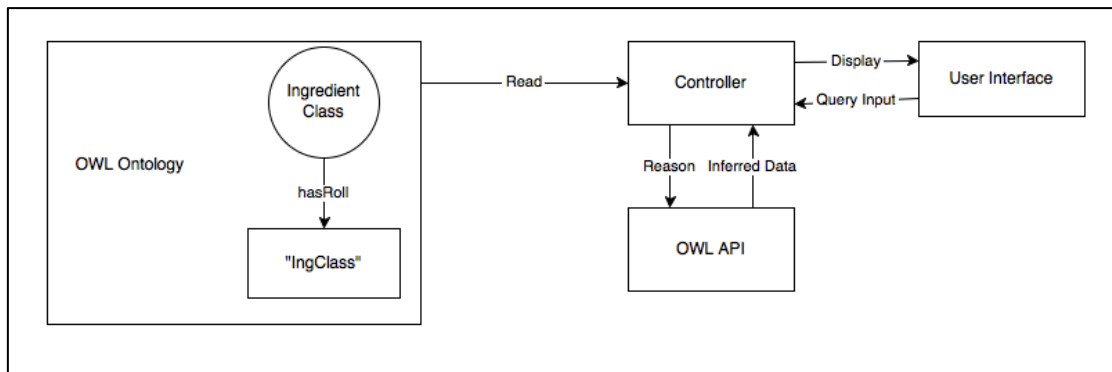 Ingredient
Class
OWL Ontology
hasRoll
"IngClass"
Read
Controller
Display
Query Input
User Interface
Reason
Inferred Data
OWL API